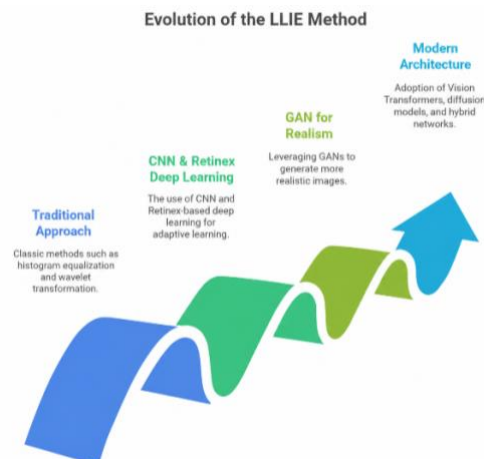 Evolution of the LLIE Method
Modern
Architecture
Adoption of Vision
Transformers, diffusion
models, and hybrid
networks.
GAN for
Realism
Leveraging GANs to
generate more
realistic images.
CNN & Retinex
Deep Learning
The use of CNN and
Retinex-based deep
learning for
adaptive learning.
Traditional
Approach
Classic methods such as
histogram equalization
and wavelet
transformation.